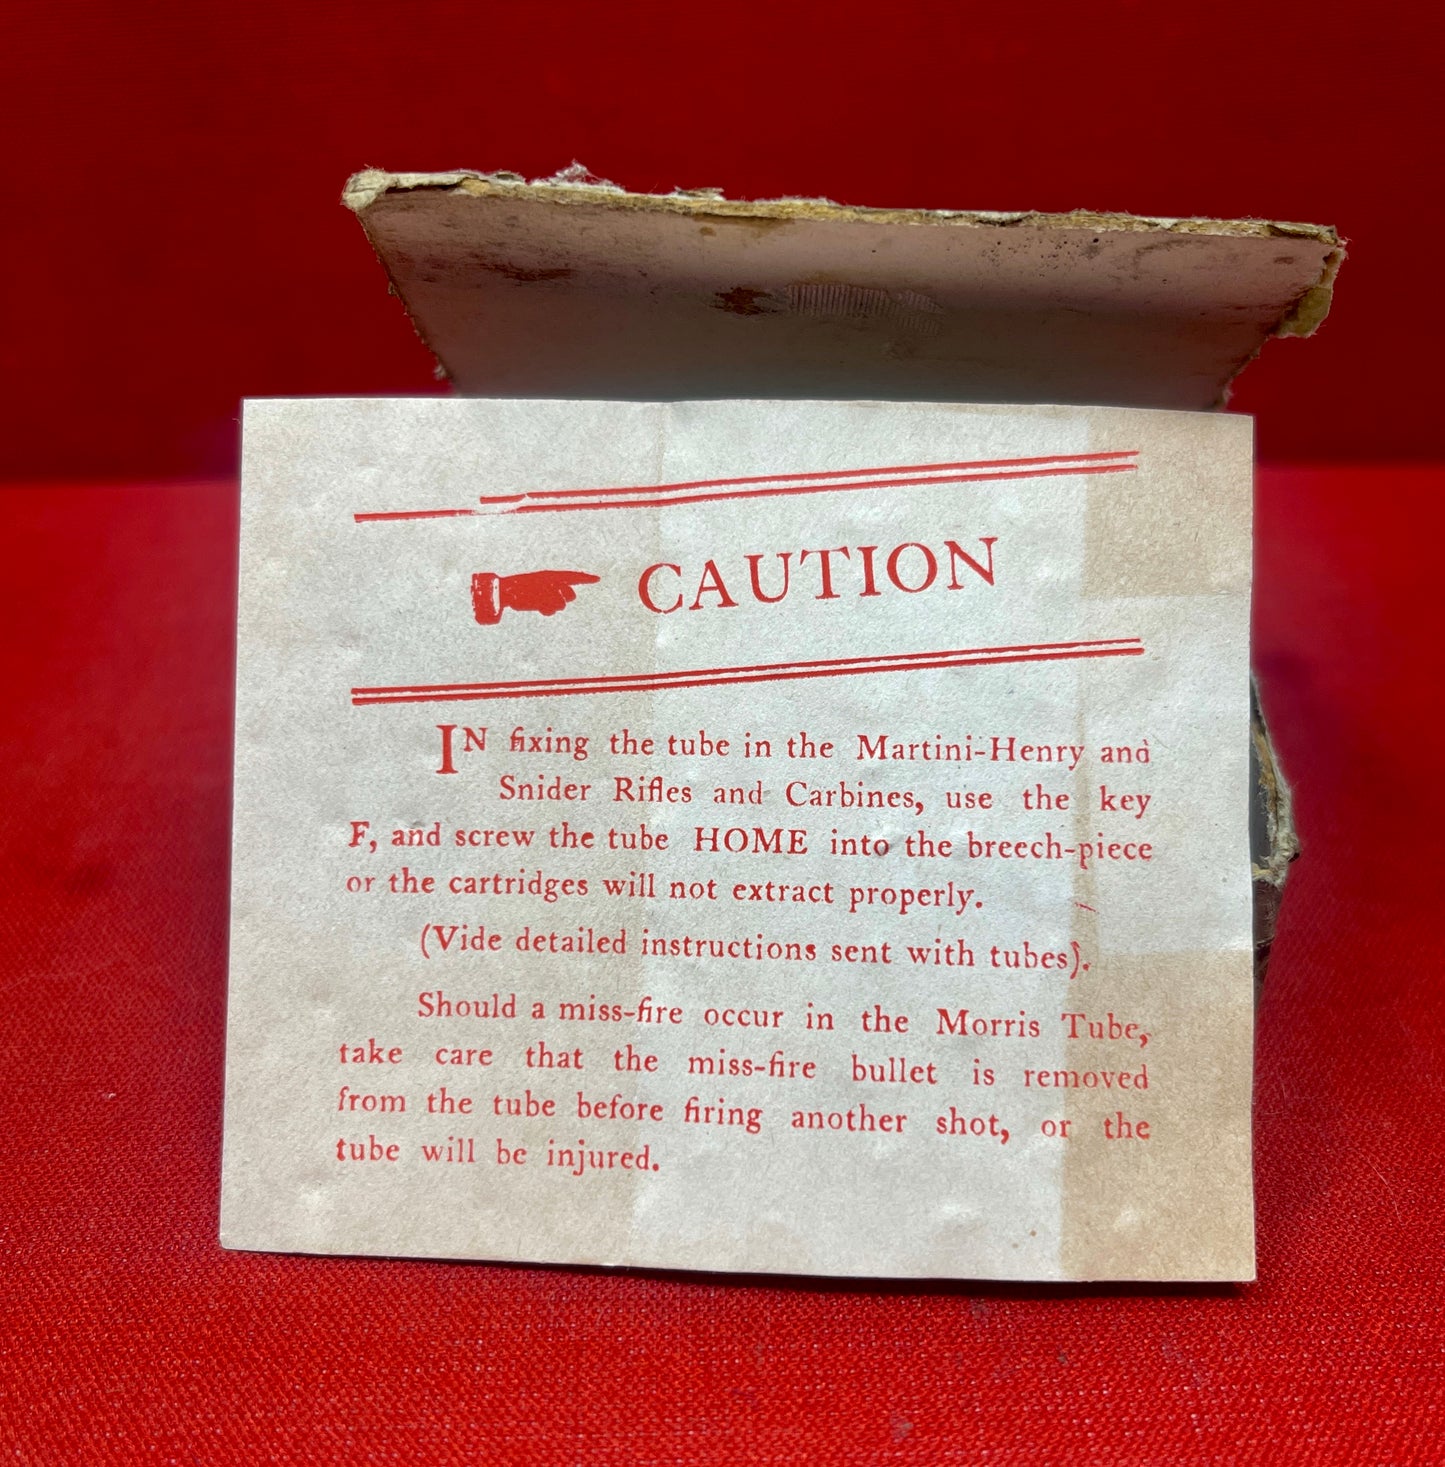 CAUTION
IN fixing the tube in the Martini-Henry and
Snider Rifles and Carbines, use the key
F, and screw the tube HOME into the breech-piece
or the cartridges will not extract properly.
(Vide detailed instructions sent with tubes).
Should a miss-fire occur in the Morris Tube,
take care that the miss-fire bullet is removed
from the tube before firing another shot, or the
tube will be injured.